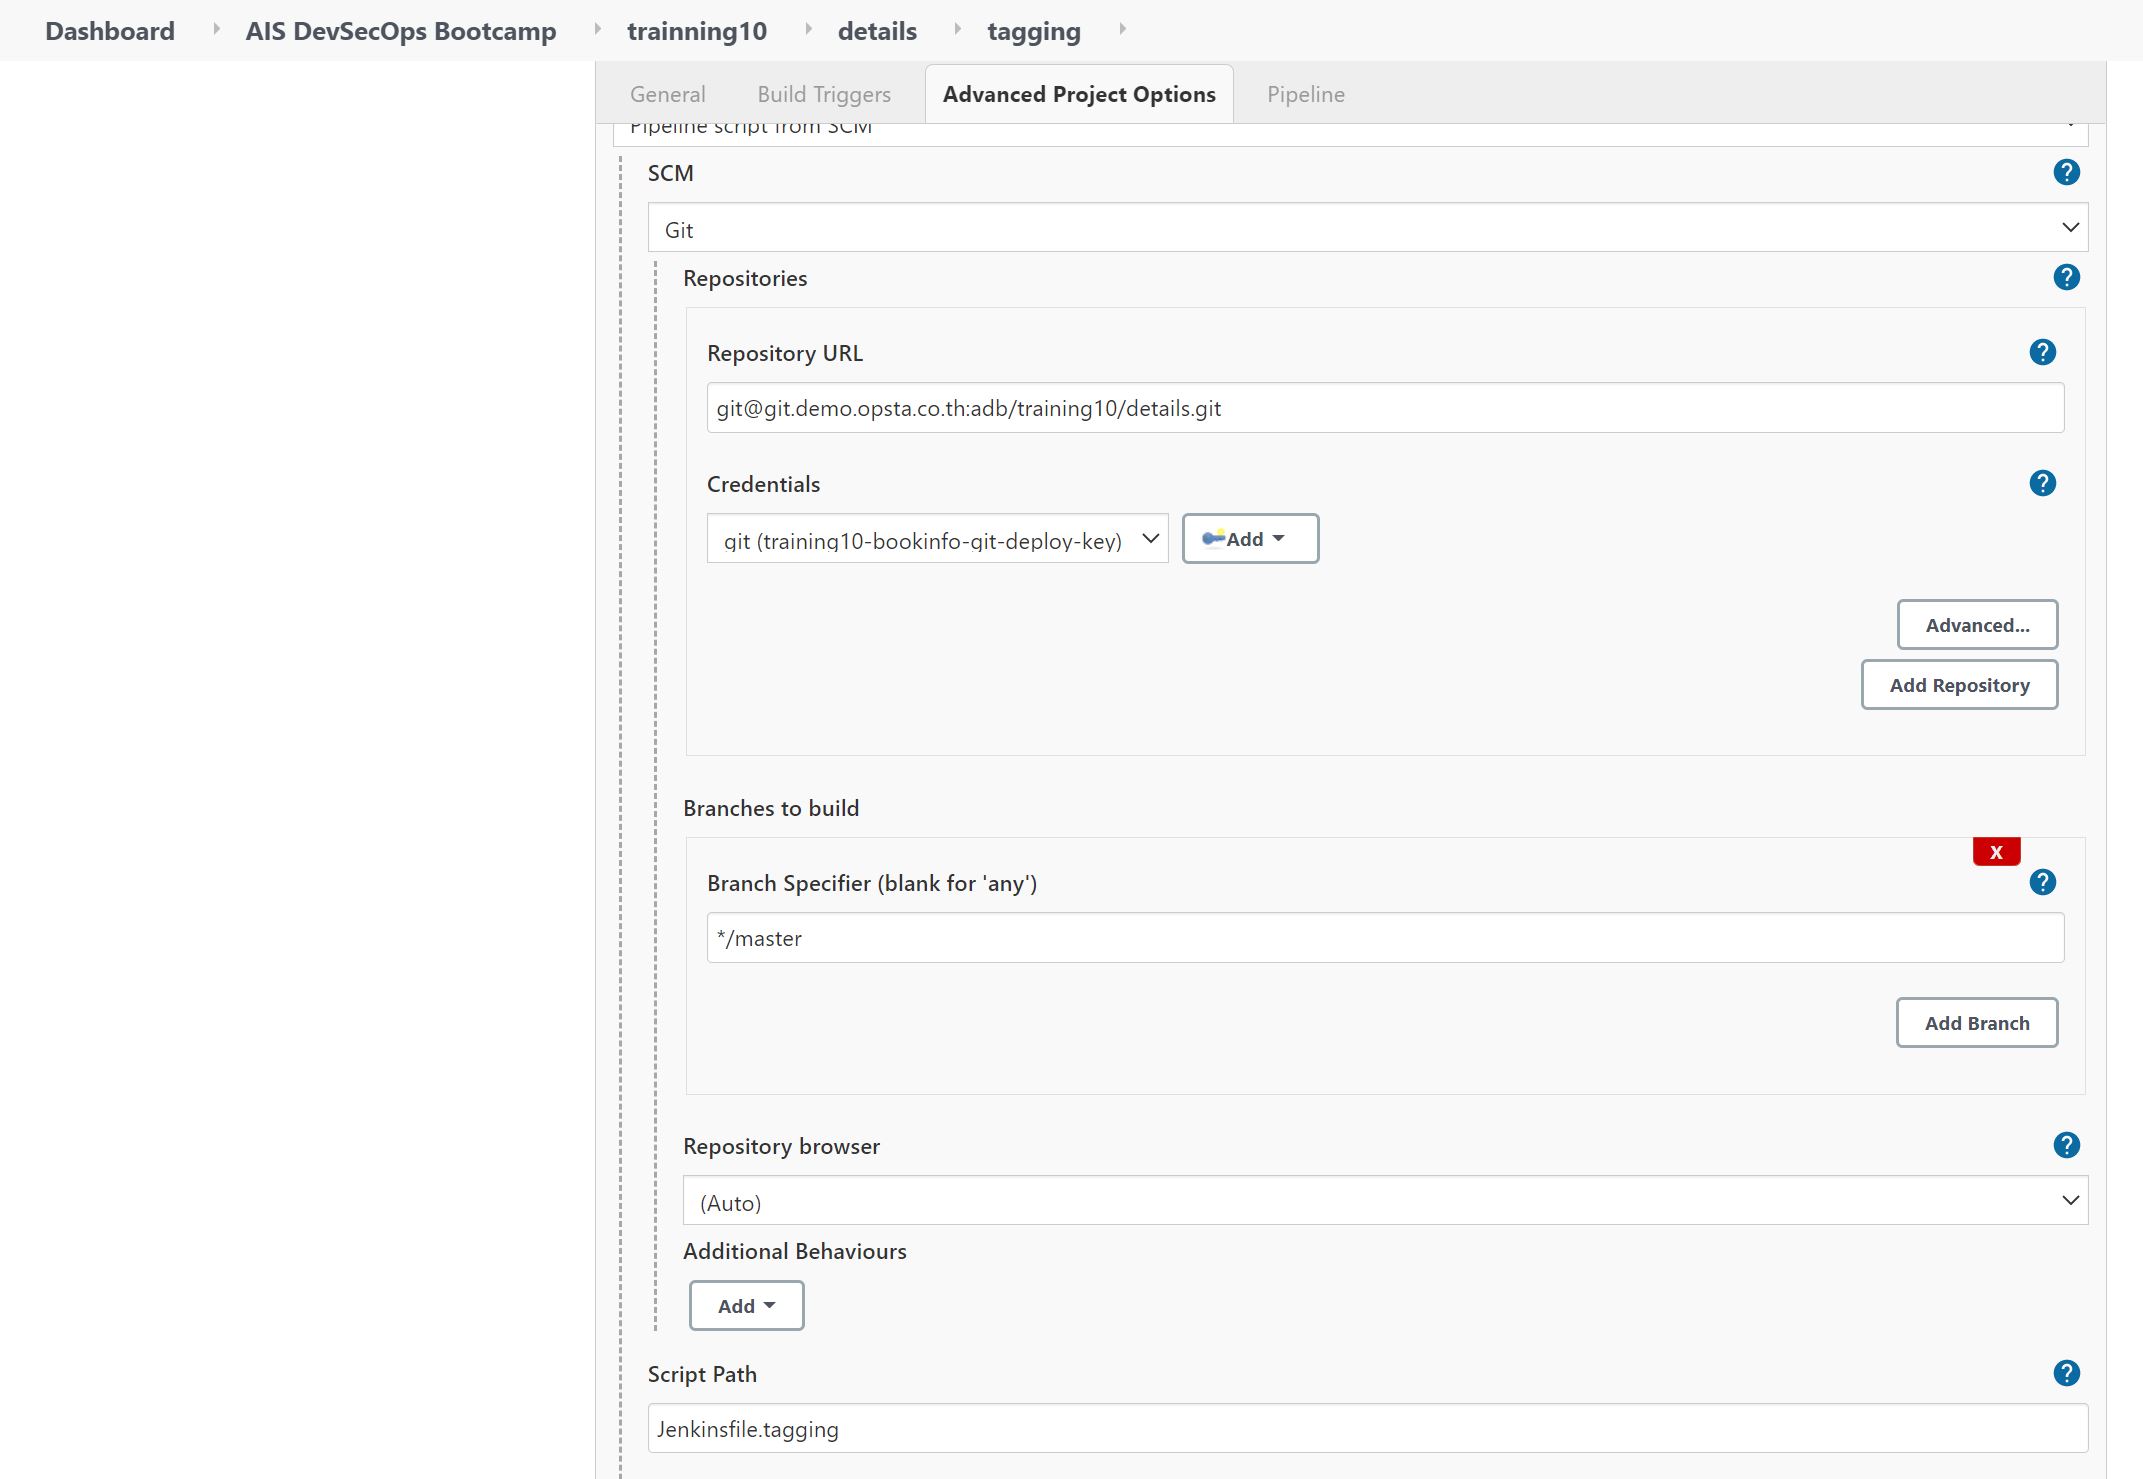 Dashboard AIS DevSecOps Bootcamp trainning10 details tagging
General Build Triggers Advanced Project Options Pipeline
Pipeline script from SCM
SCM
?
Git
Repositories
?
Repository URL
?
git@git.demo.opsta.co.th:adb/training10/details.git
Credentials
?
git (training10-bookinfo-git-deploy-key) Add
Advanced...
Add Repository
Branches to build
X
Branch Specifier (blank for 'any')
?
*/master
Add Branch
Repository browser
?
(Auto)
Additional Behaviours
Add
Script Path
?
Jenkinsfile.tagging